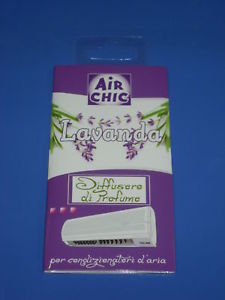 AiR
CHIC
Lavanda
Diffusore
di Profumo
per condizionatori d'aria